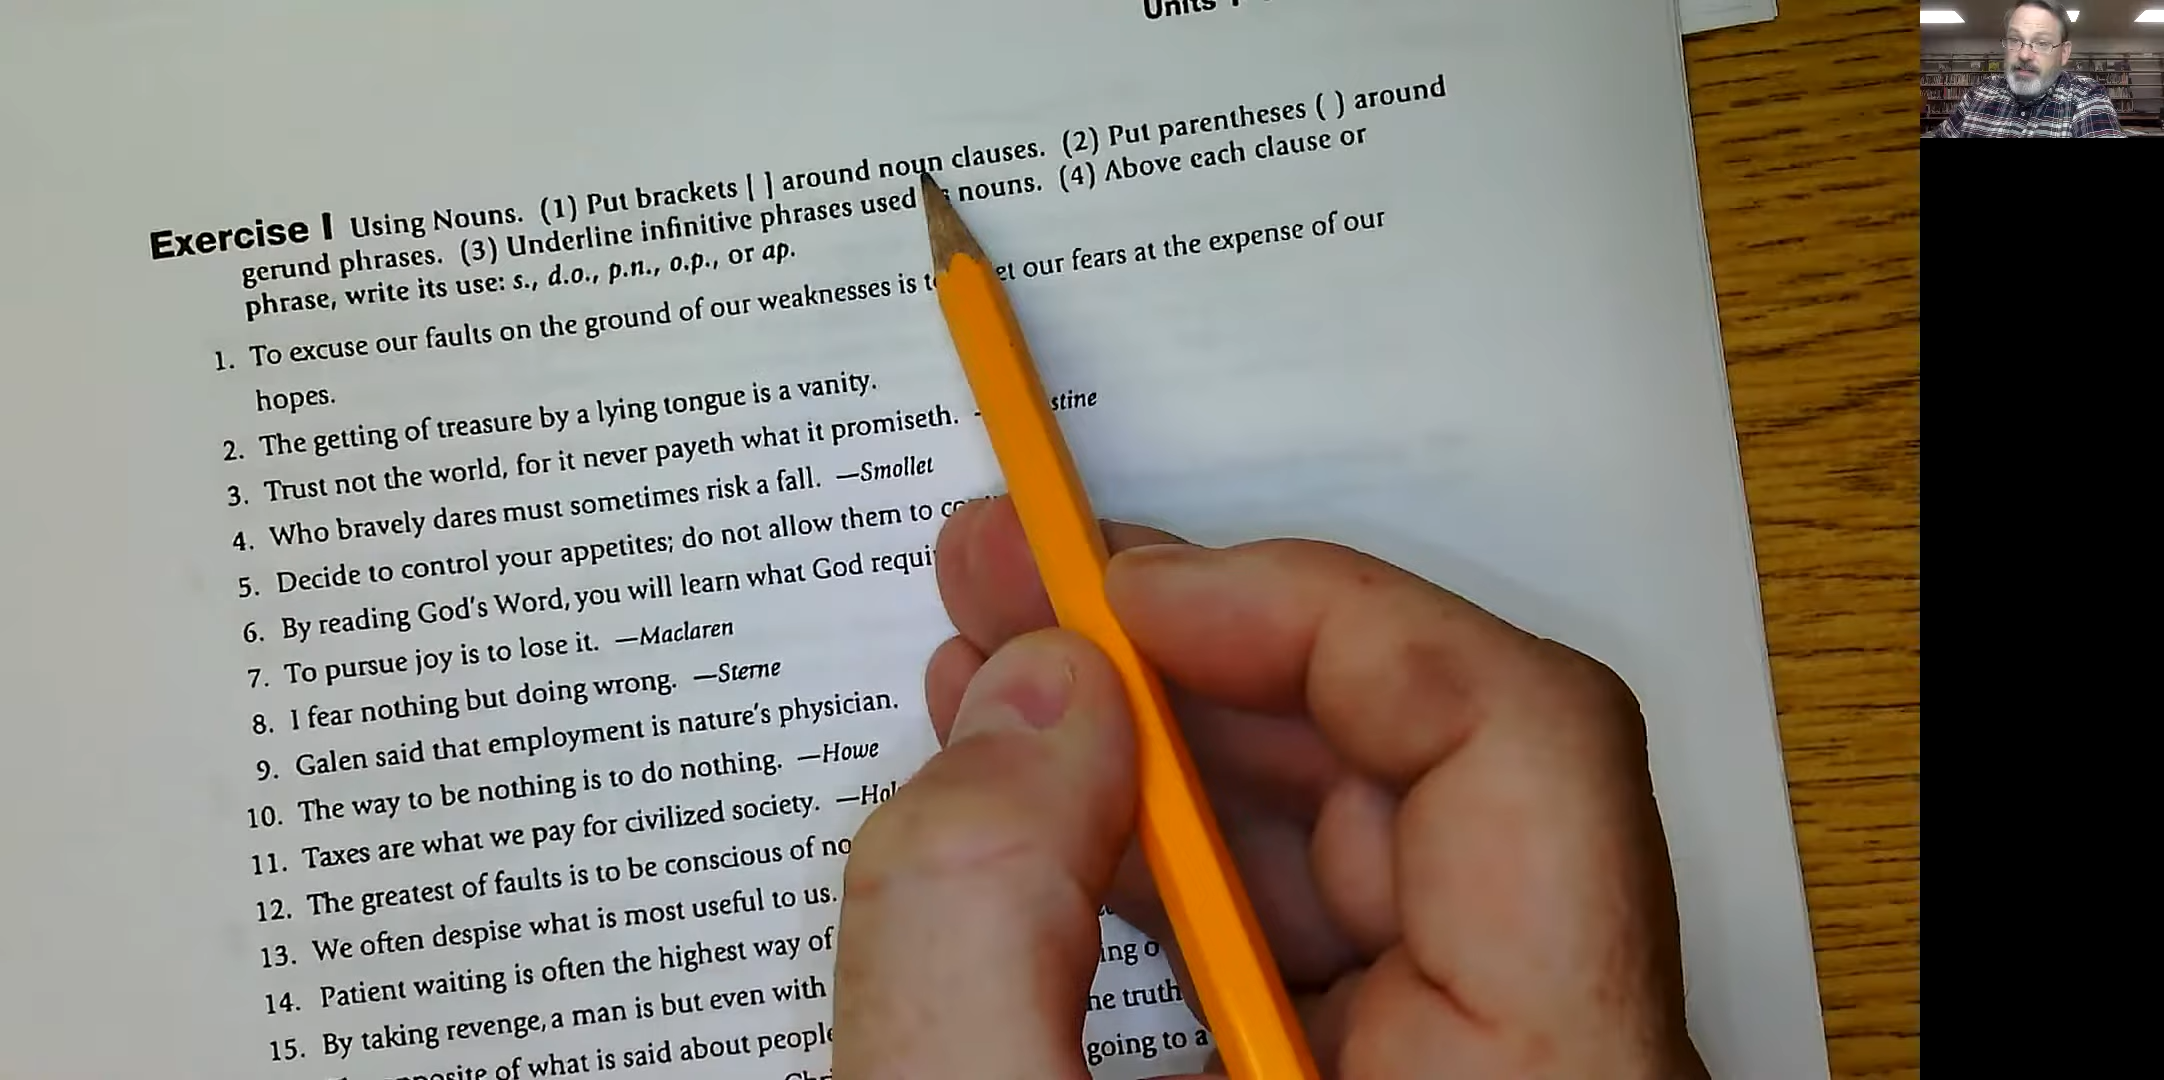 Units
Exercise I Using Nouns. (1) Put brackets [ ] around noun clauses. (2) Put parentheses ( ) around
gerund phrases. (3) Underline infinitive phrases used nouns. (4) Above each clause or
phrase, write its use: s., d.o., p.n., o.p., or ap.
1. To excuse our faults on the ground of our weaknesses is our fears at the expense of our
hopes.
2. The getting of treasure by a lying tongue is a vanity.
3. Trust not the world, for it never payeth what it promiseth.
4. Who bravely dares must sometimes risk a fall. —Smollet
5. Decide to control your appetites; do not allow them to
6. By reading God's Word, you will learn what God
7. To pursue joy is to lose it. —Maclaren
8. I fear nothing but doing wrong. —Sterne
9. Galen said that employment is nature's physician.
10. The way to be nothing is to do nothing. —Howe
11. Taxes are what we pay for civilized society.
12. The greatest of faults is to be conscious of
13. We often despise what is most useful to us.
14. Patient waiting is often the highest way of
15. By taking revenge, a man is but even with truth
of what is said about going to a